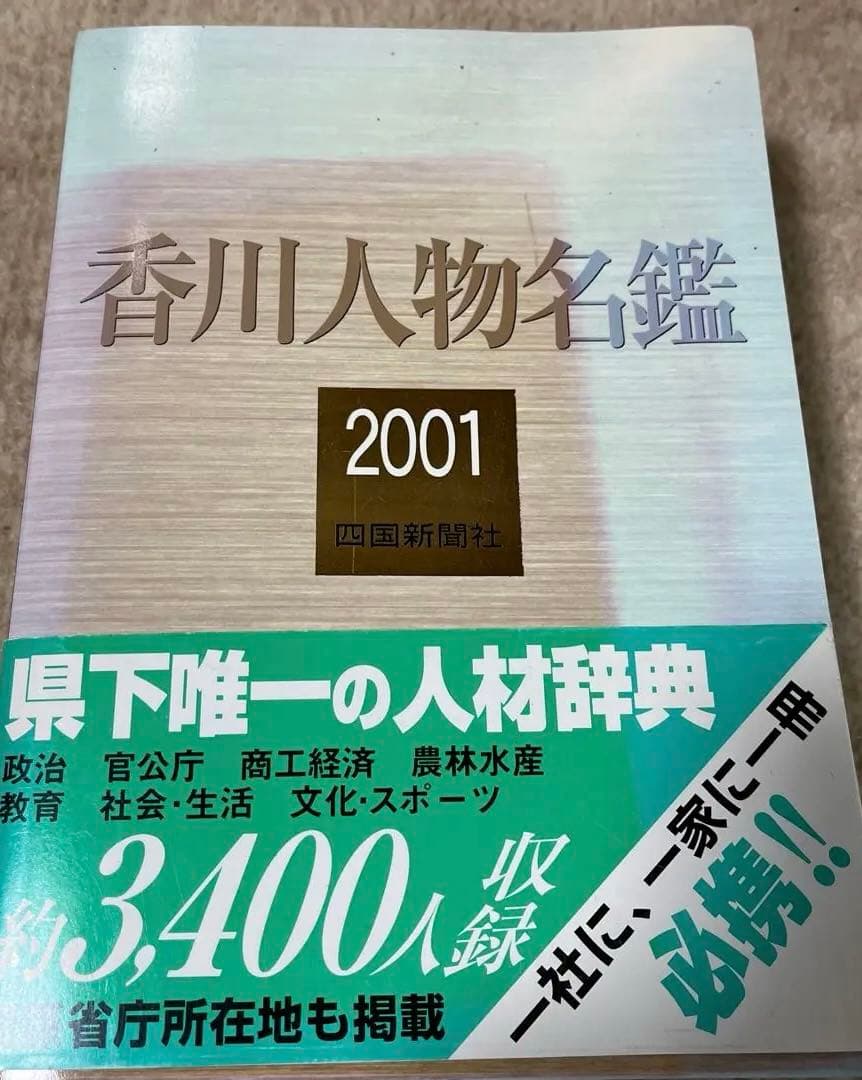 香川人物名鑑
2001
四国新聞社
県下唯一の人材辞典
政治 官公庁 商工経済 農林水産
教育 社会・生活 文化・スポーツ
約3,400人収録
省庁所在地も掲載
一社に、一家に一冊
必携!!